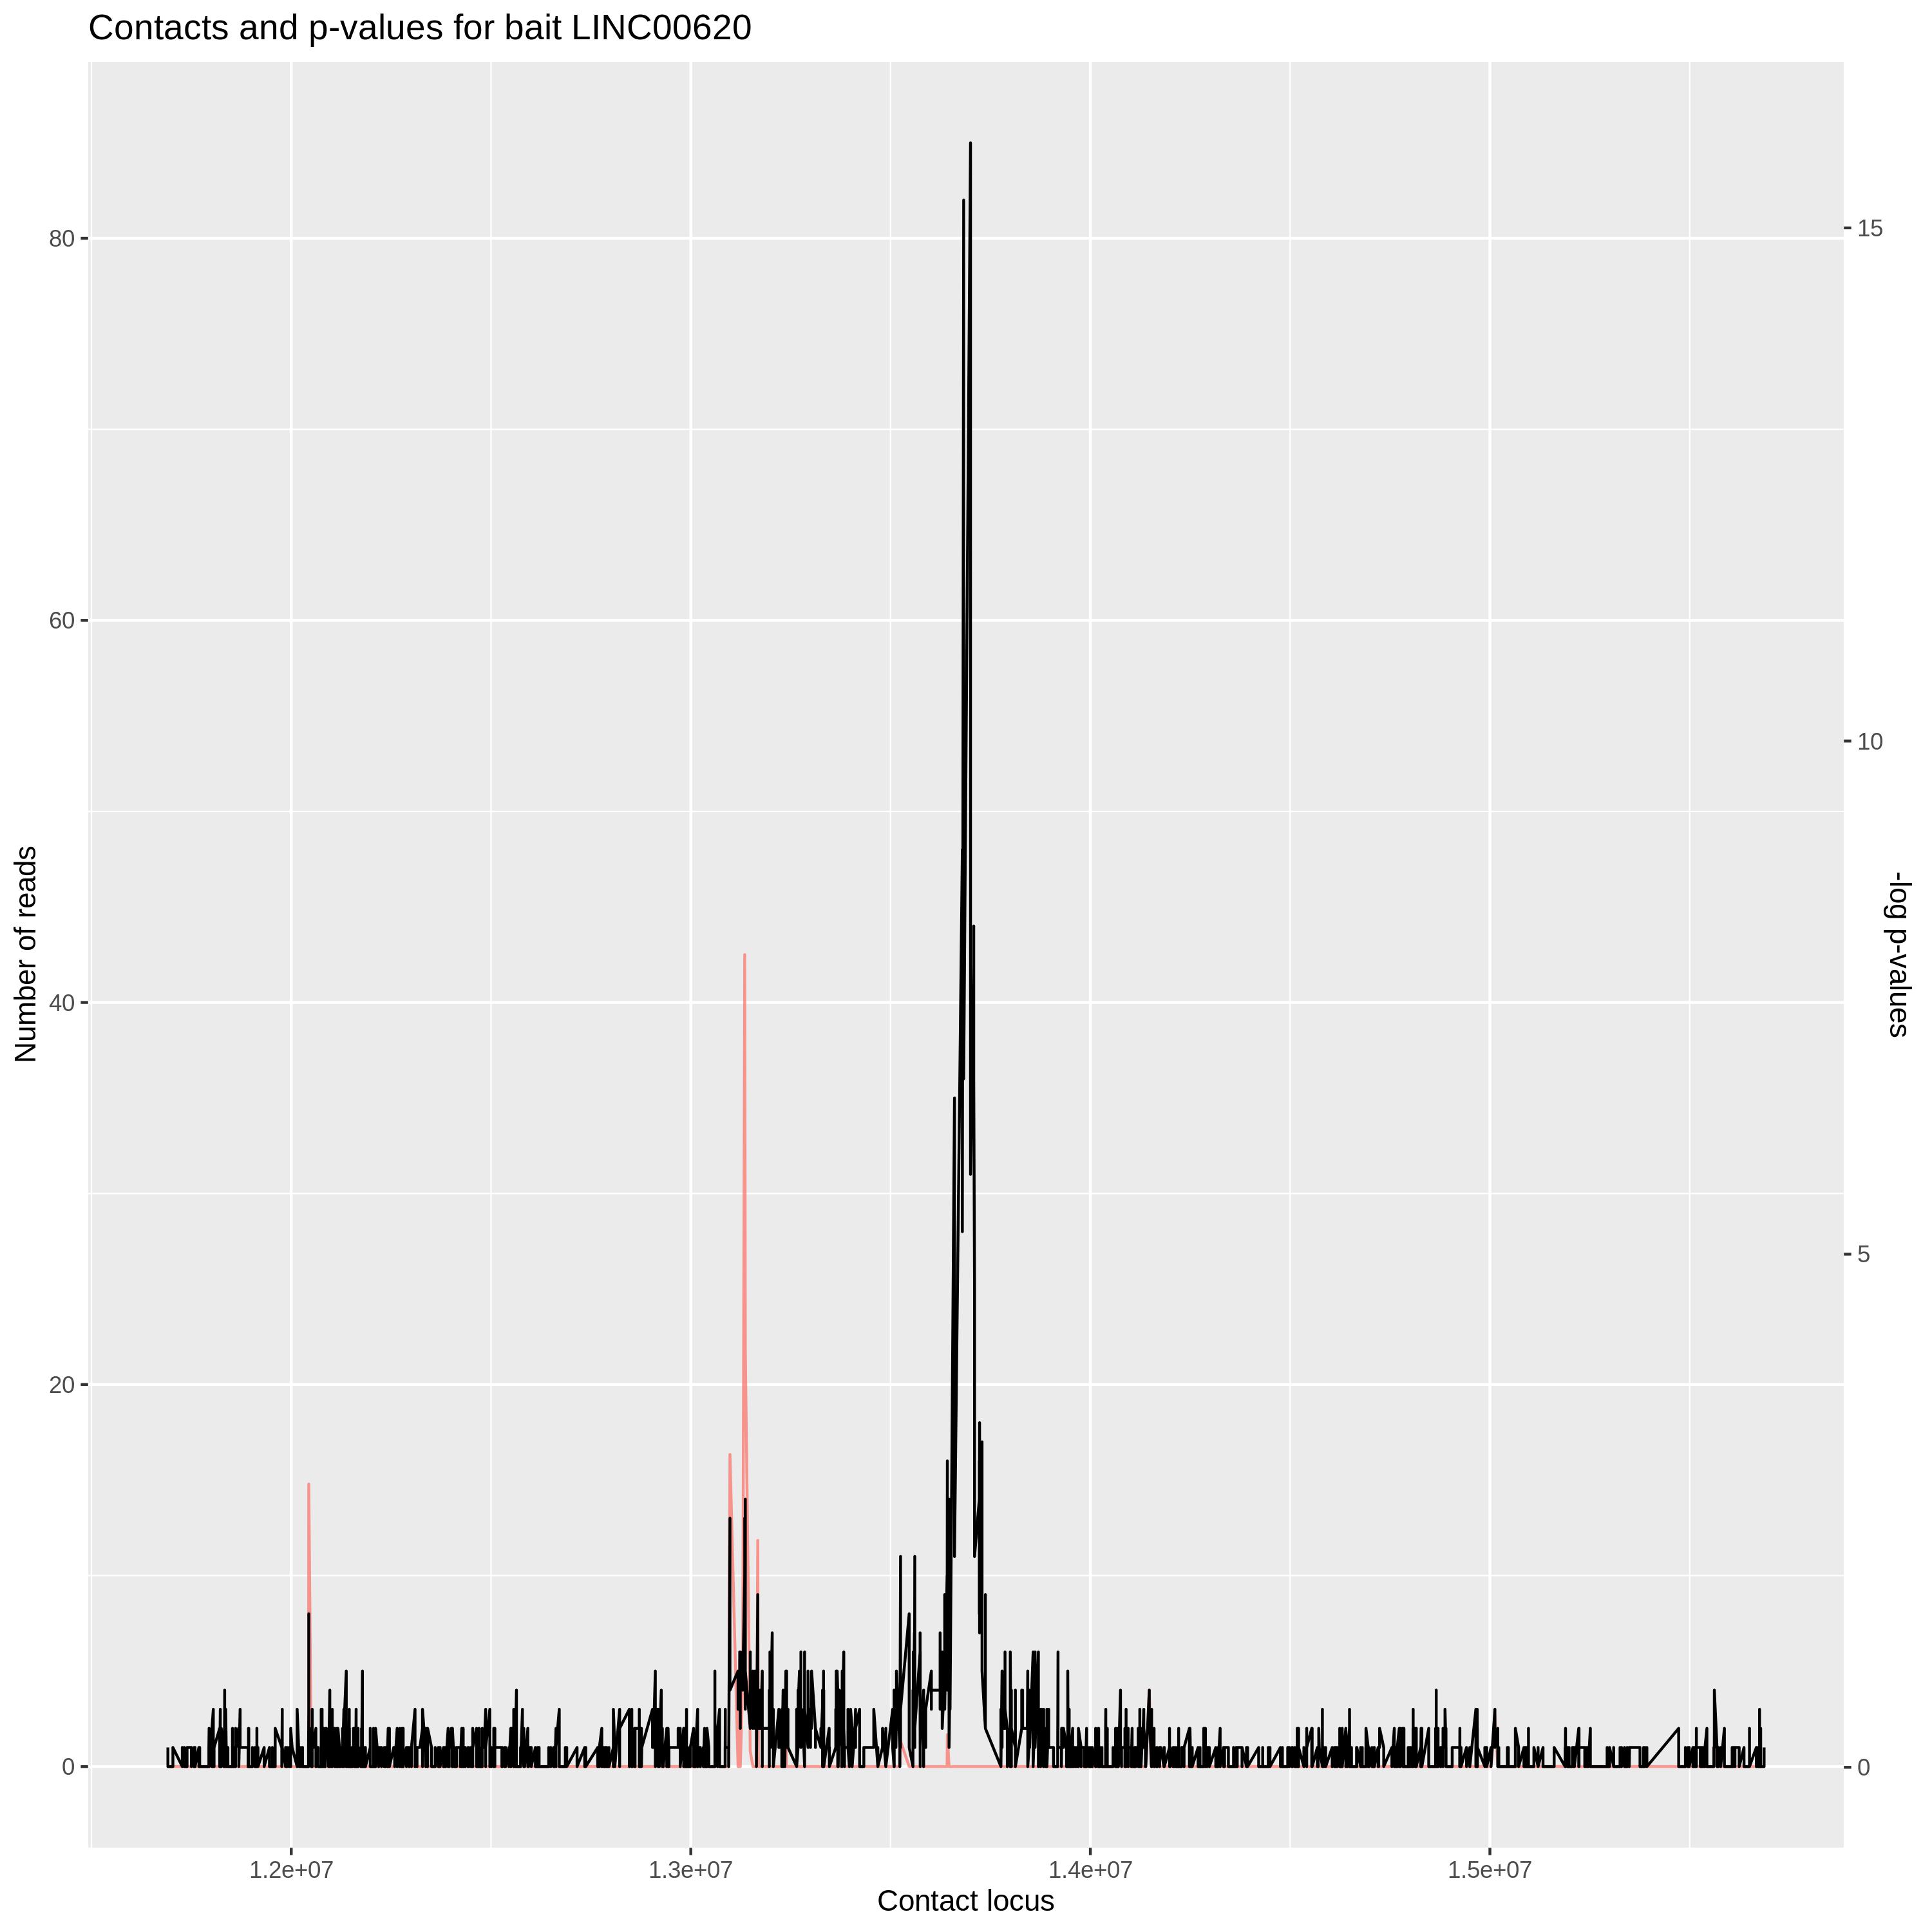 Contacts and p-values for bait LINC00620
Number of reads
80
60
40
20
0
15
10
5
0
-log p-values
1.2e+07
1.3e+07
1.4e+07
1.5e+07
Contact locus